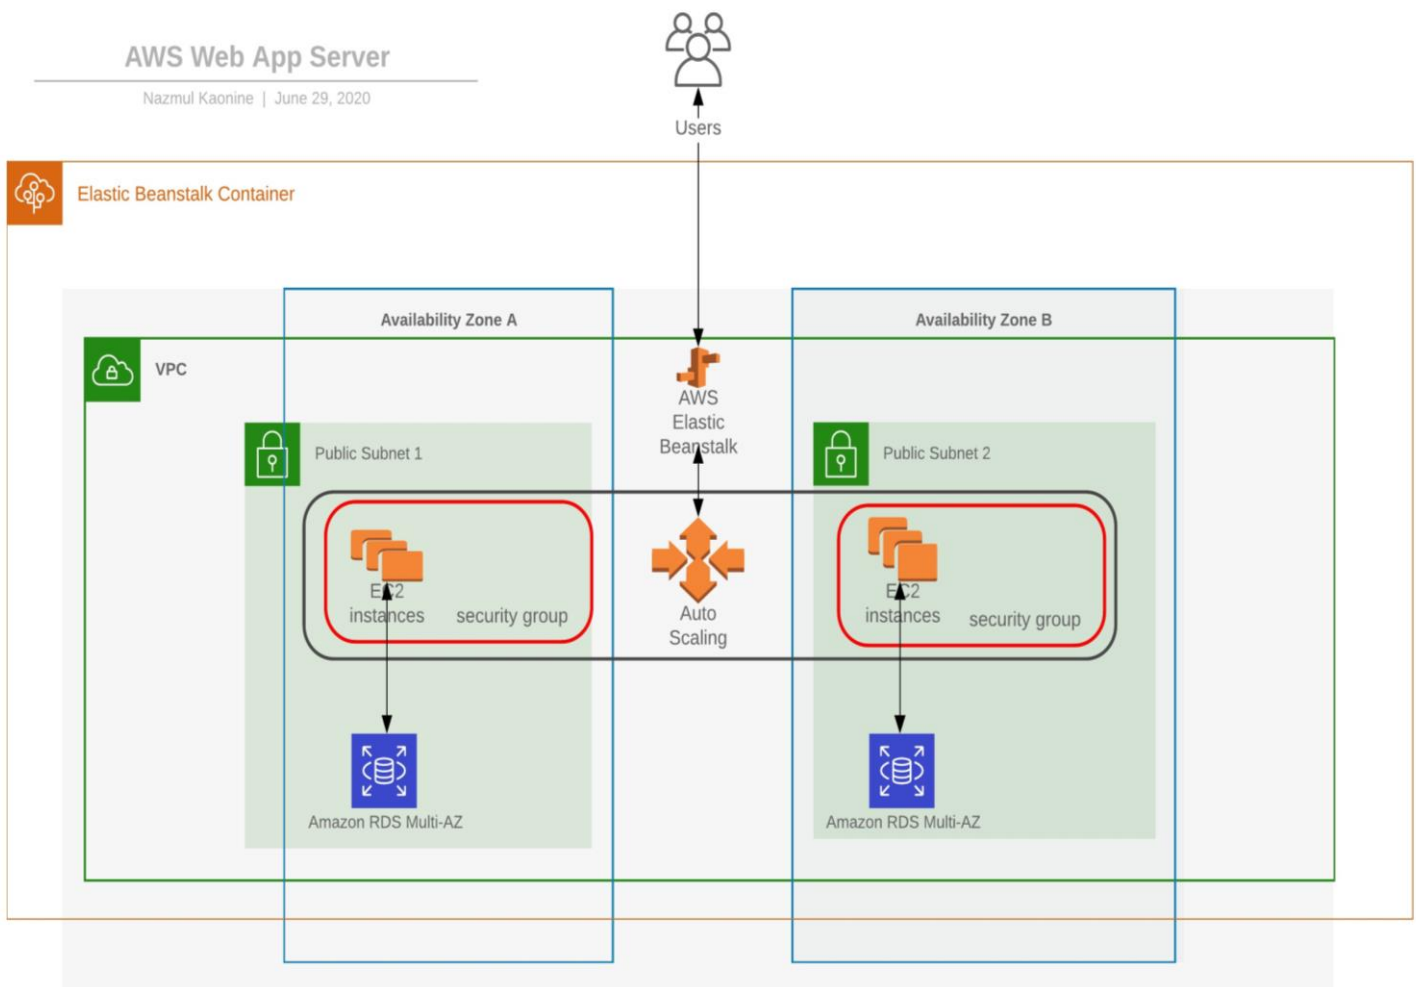 AWS Web App Server
Nazmul Kaonine | June 29, 2020
Users
Elastic Beanstalk Container
Availability Zone A
Availability Zone B
VPC
AWS
Elastic
Beanstalk
Public Subnet 1
Public Subnet 2
EC2
instances
security group
Auto
Scaling
EC2
instances
security group
Amazon RDS Multi-AZ
Amazon RDS Multi-AZ